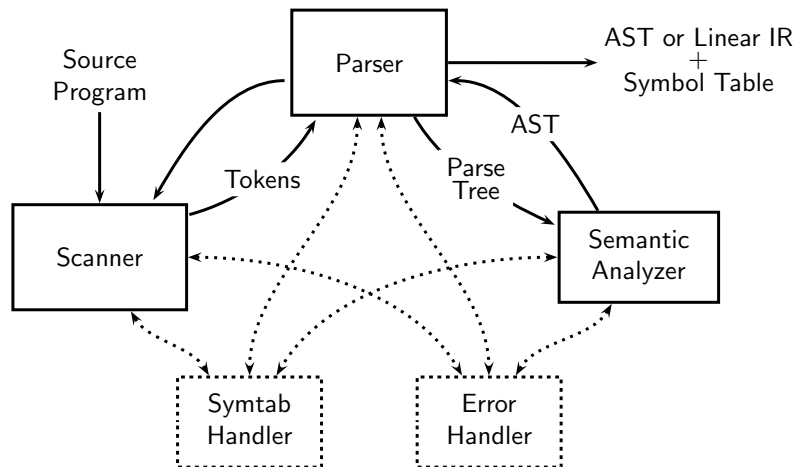 Parser
AST or Linear IR
+
Symbol Table
Source
Program
AST
Tokens
Parse
Tree
Scanner
Semantic
Analyzer
Symtab
Handler
Error
Handler